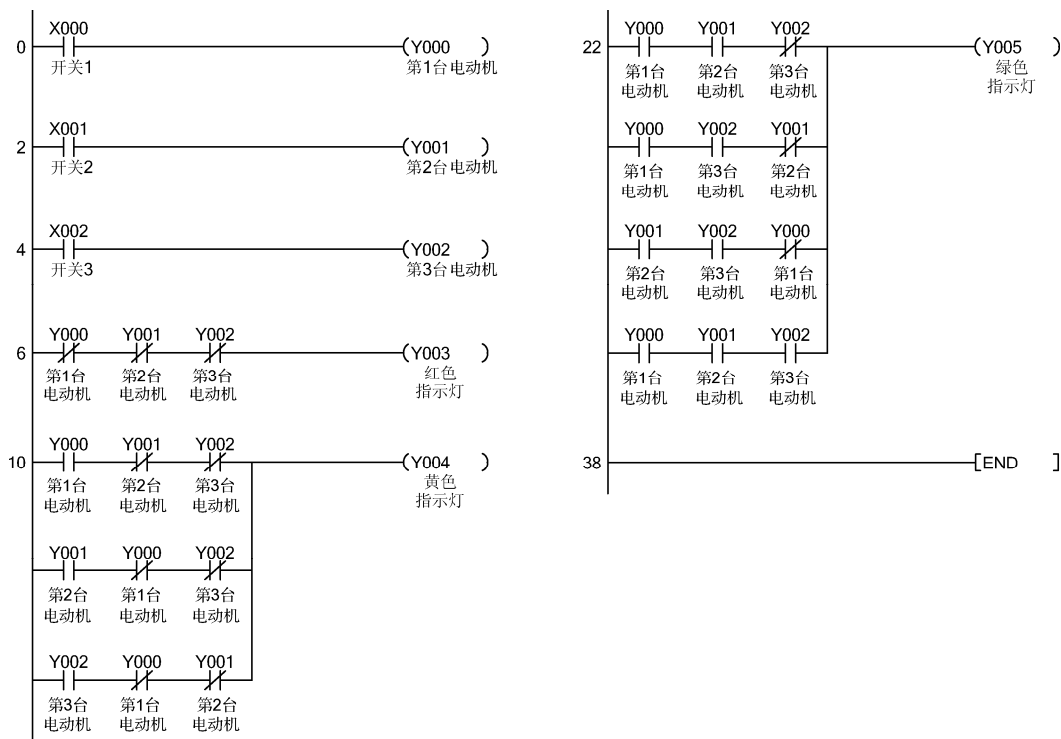 X000
0 (Y000 )
开关1 第1台电动机
X001
2 (Y001 )
开关2 第2台电动机
X002
4 (Y002 )
开关3 第3台电动机
Y000 Y001 Y002
6 (Y003 )
第1台 第2台 第3台 红色
电动机 电动机 电动机 指示灯
Y000 Y001 Y002
10 (Y004 )
第1台 第2台 第3台 黄色
电动机 电动机 电动机 指示灯
Y001 Y000 Y002
第2台 第1台 第3台
电动机 电动机 电动机
Y002 Y000 Y001
第3台 第1台 第2台
电动机 电动机 电动机
Y000 Y001 Y002
22 (Y005 )
第1台 第2台 第3台 绿色
电动机 电动机 电动机 指示灯
Y000 Y002 Y001
第1台 第3台 第2台
电动机 电动机 电动机
Y001 Y002 Y000
第2台 第3台 第1台
电动机 电动机 电动机
Y000 Y001 Y002
第1台 第2台 第3台
电动机 电动机 电动机
38 [END ]